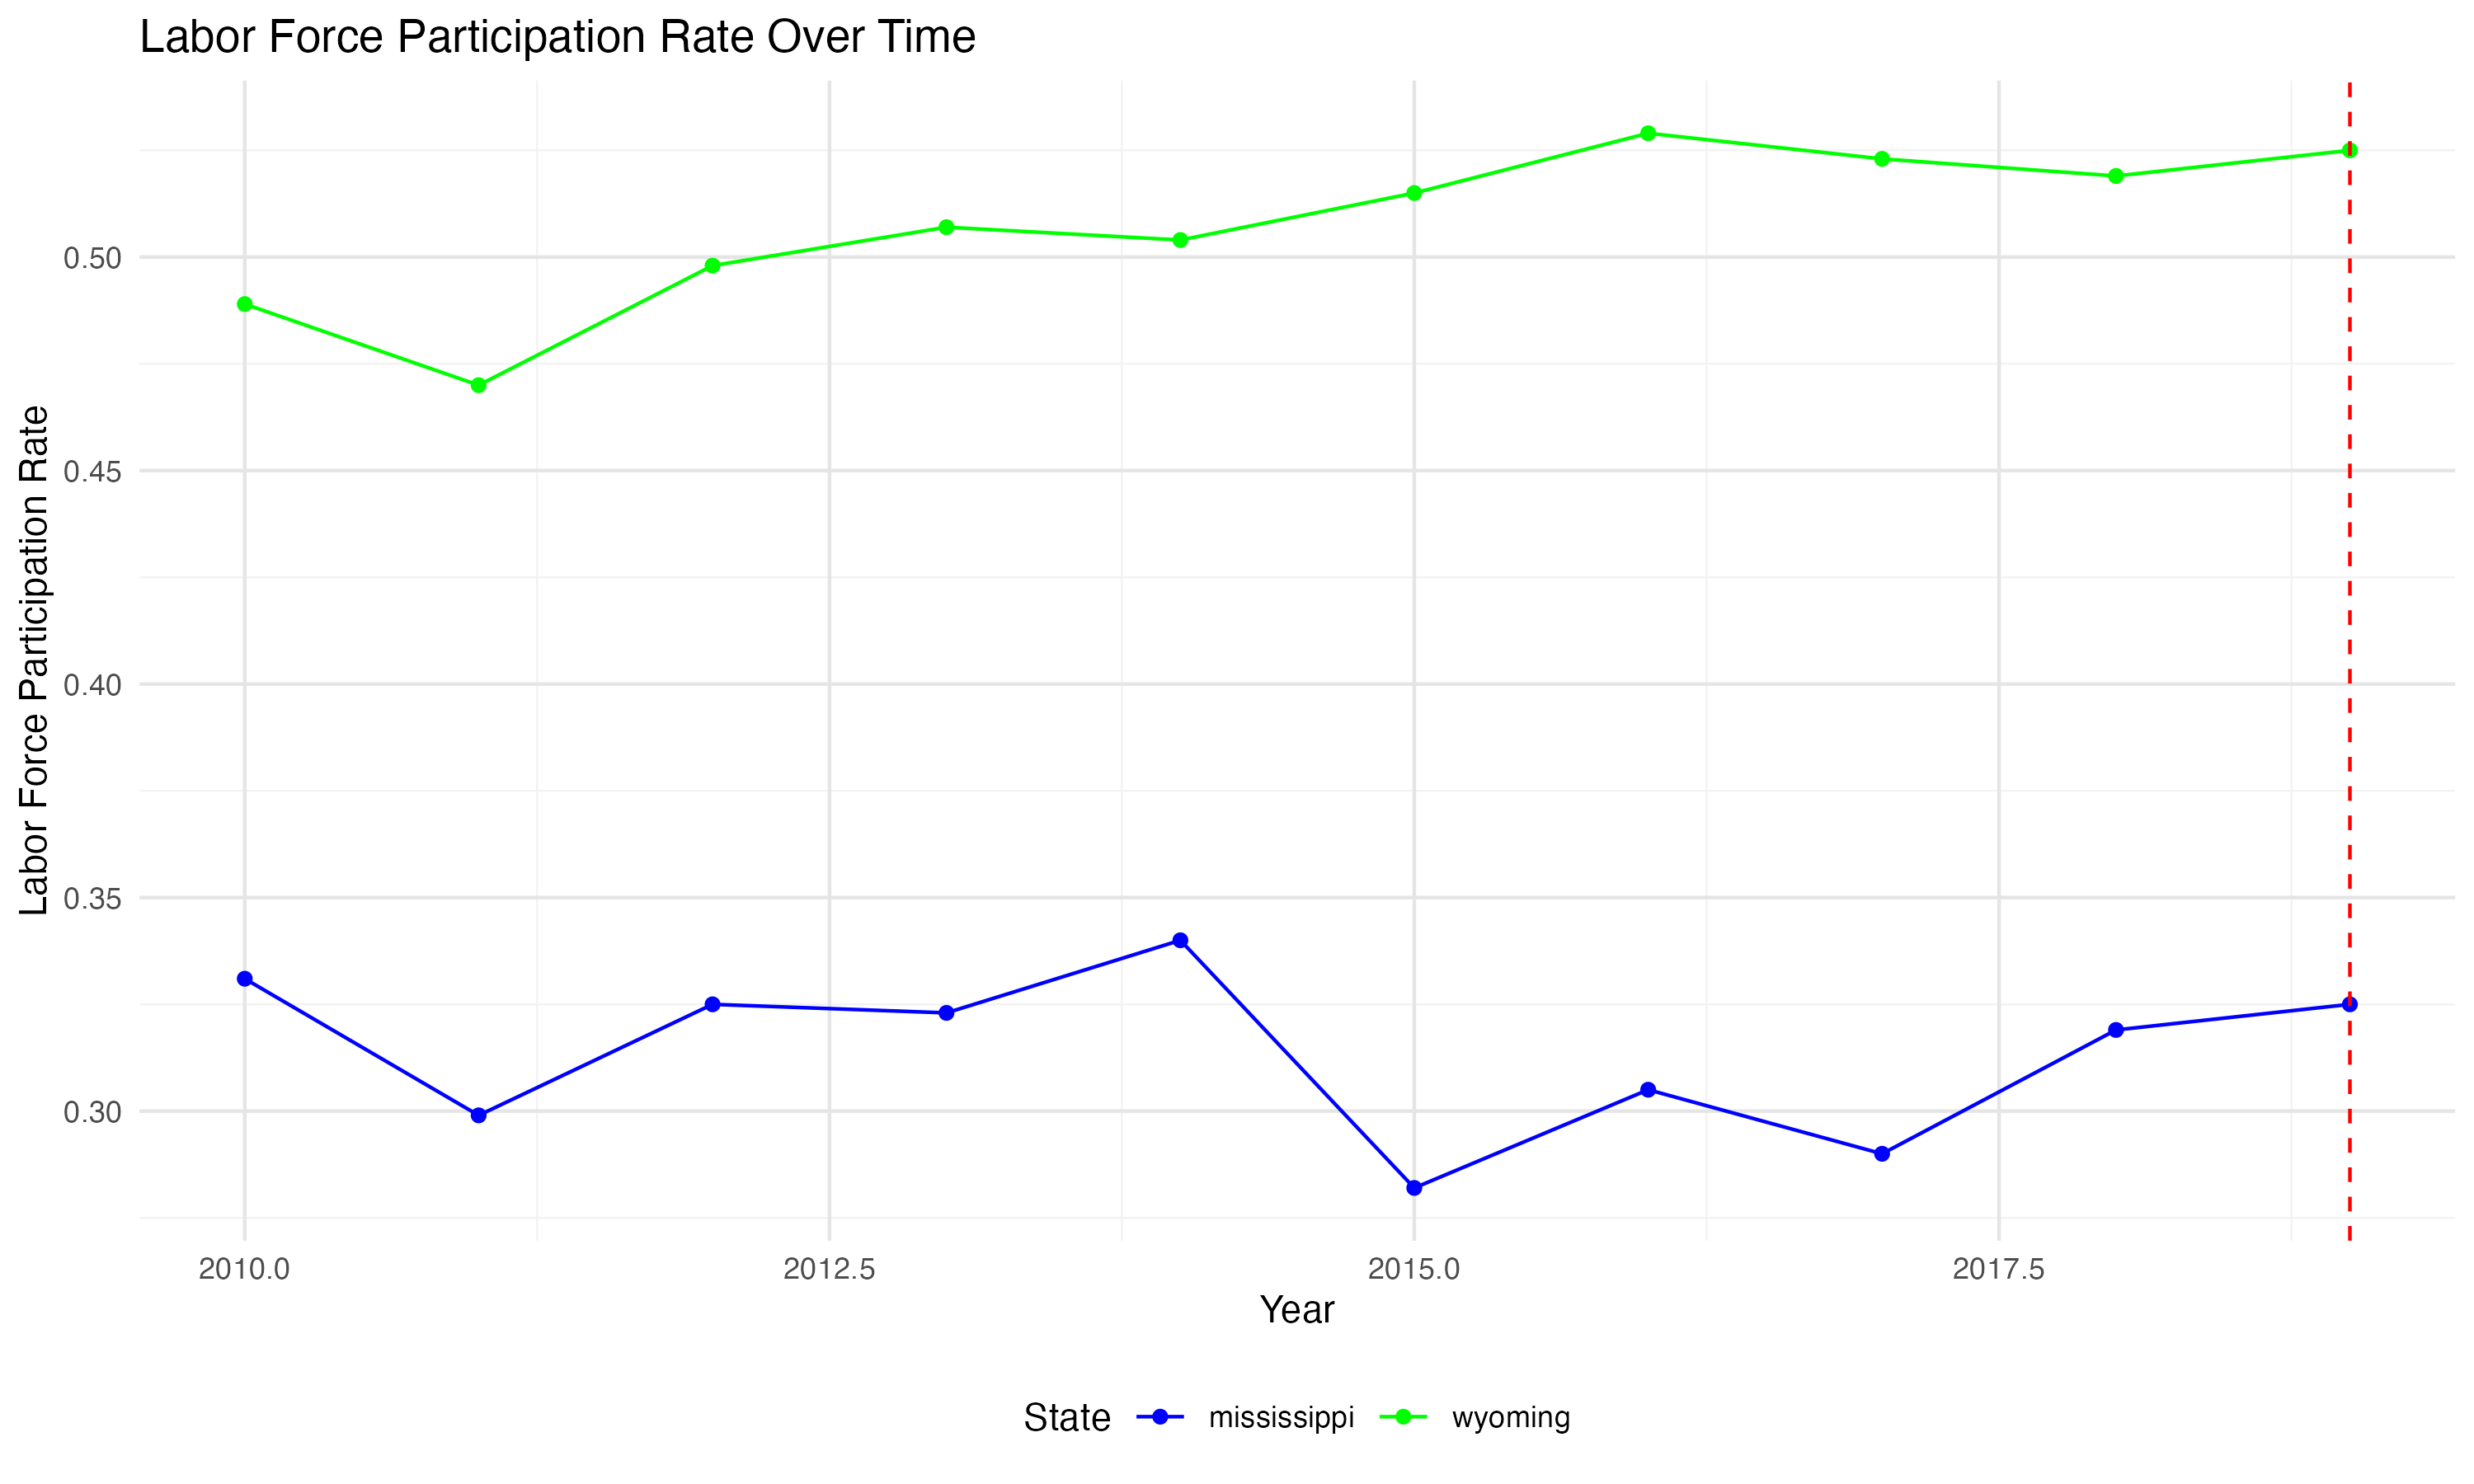 Labor Force Participation Rate Over Time
Labor Force Participation Rate
0.50
0.45
0.40
0.35
0.30
2010.0 2012.5 2015.0 2017.5
Year
State mississippi wyoming